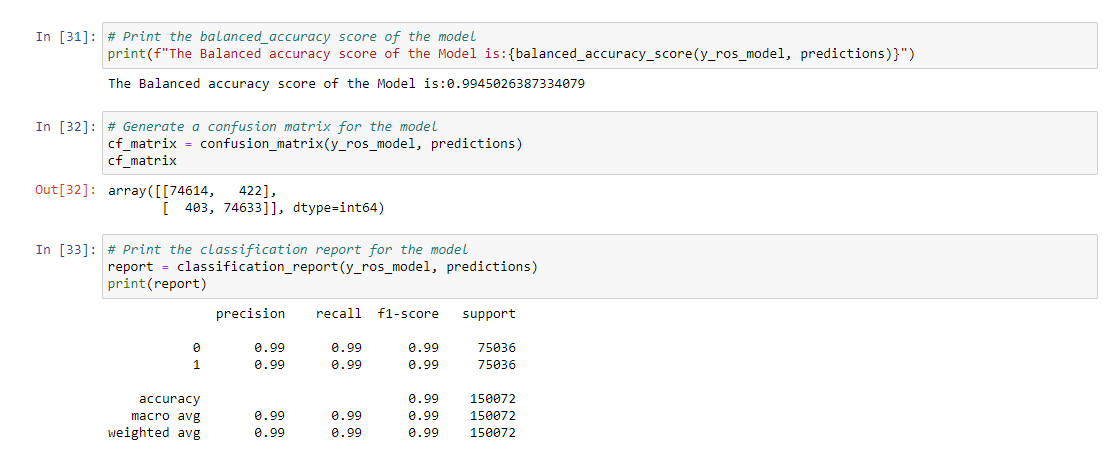 In [31]: # Print the balanced_accuracy score of the model
print(f"The Balanced accuracy score of the Model is:{balanced_accuracy_score(y_ros_model, predictions)}")
The Balanced accuracy score of the Model is:0.9945026387334079
In [32]: # Generate a confusion matrix for the model
cf_matrix = confusion_matrix(y_ros_model, predictions)
cf_matrix
Out[32]: array([[74614,   422],
       [  403, 74633]], dtype=int64)
In [33]: # Print the classification report for the model
report = classification_report(y_ros_model, predictions)
print(report)
              precision    recall  f1-score   support
           0       0.99      0.99      0.99     75036
           1       0.99      0.99      0.99     75036
    accuracy                           0.99    150072
   macro avg       0.99      0.99      0.99    150072
weighted avg       0.99      0.99      0.99    150072